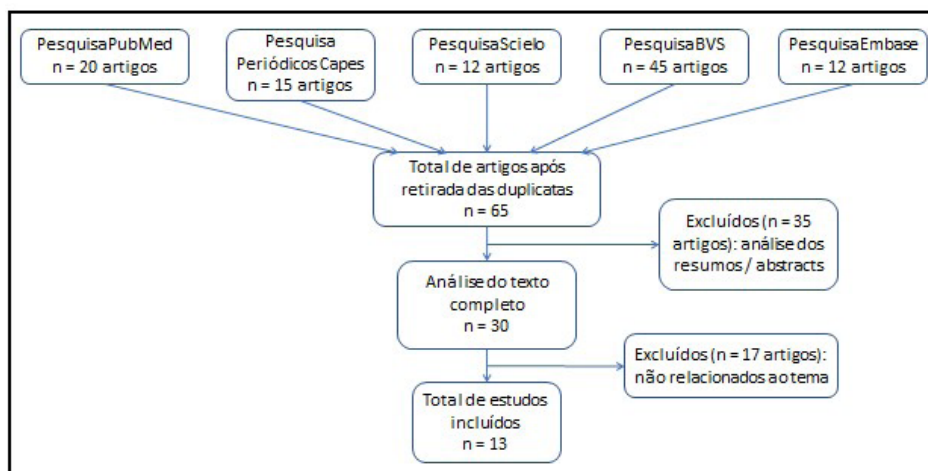 PesquisaPubMed
n = 20 artigos
Pesquisa
Periódicos Capes
n = 15 artigos
PesquisaScielo
n = 12 artigos
PesquisaBVS
n = 45 artigos
PesquisaEmbase
n = 12 artigos
Total de artigos após
retirada das duplicatas
n = 65
Excluídos (n = 35
artigos): análise dos
resumos / abstracts
Análise do texto
completo
n = 30
Excluídos (n = 17 artigos):
não relacionados ao tema
Total de estudos
incluídos
n = 13